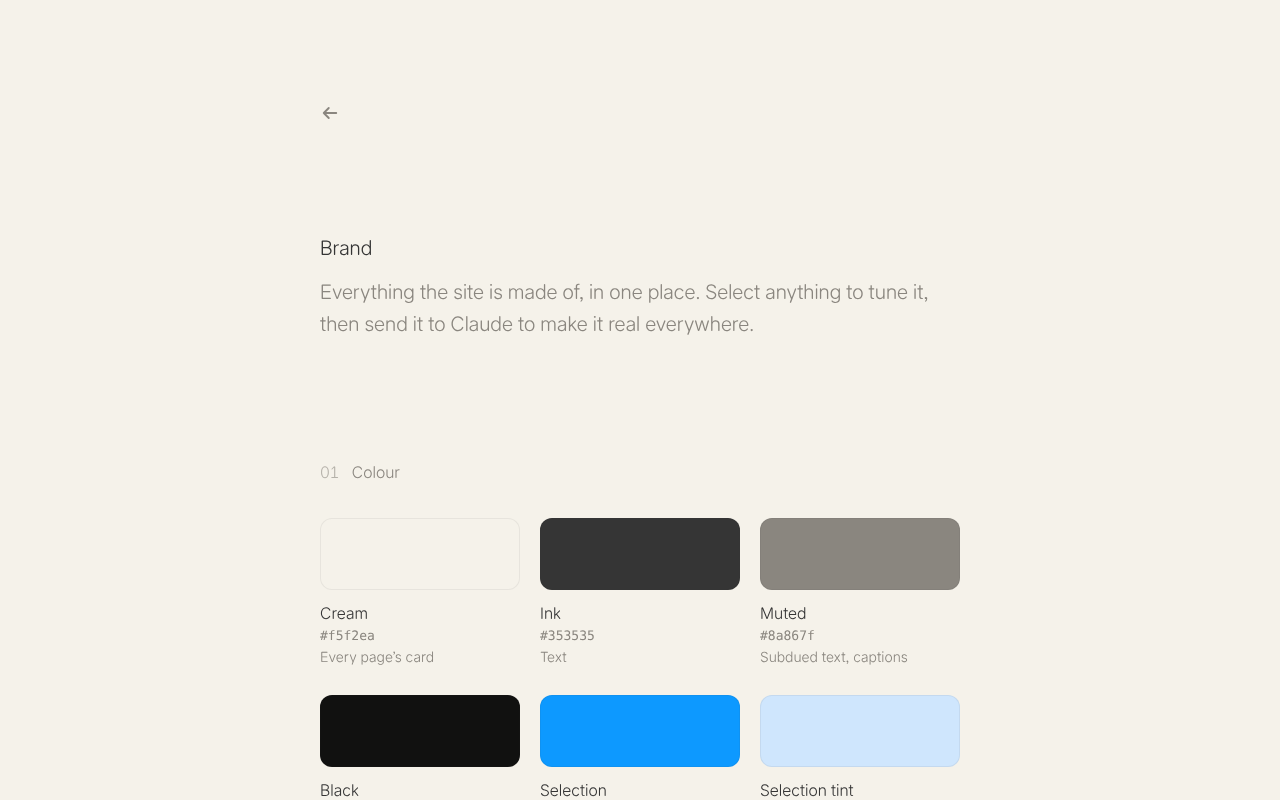 Brand
Everything the site is made of, in one place. Select anything to tune it,
then send it to Claude to make it real everywhere.
01 Colour
Cream
#f5f2ea
Every page’s card
Ink
#353535
Text
Muted
#8a867f
Subdued text, captions
Black
Selection
Selection tint